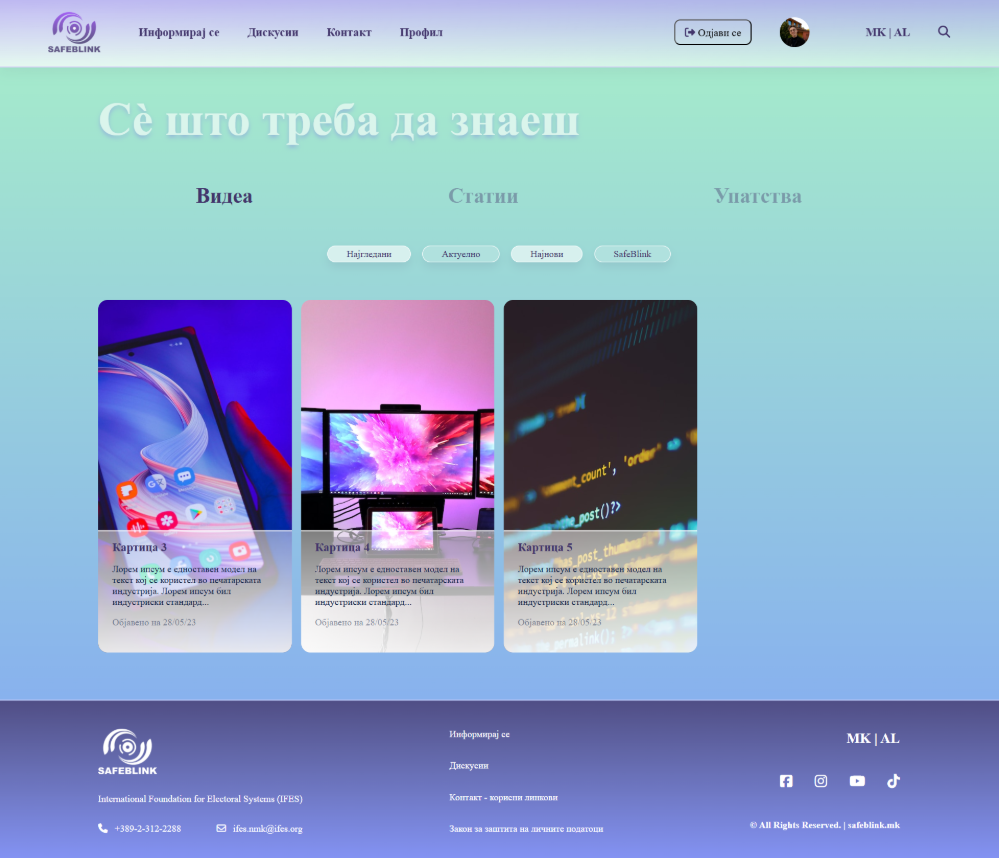 SAFEBLINK
Информирај се
Дискусии
Контакт
Профил
Одјави се
MK | AL
Сѐ што треба да знаеш
Видеа
Статии
Упатства
Најгледани
Актуелно
Најнови
SafeBlink
Картица 3
Лорем ипсум е едноставен модел на
текст кој се користел во печатарската
индустрија. Лорем ипсум бил
индустриски стандард...
Објавено на 28/05/23
Картица 4
Лорем ипсум е едноставен модел на
текст кој се користел во печатарската
индустрија. Лорем ипсум бил
индустриски стандард...
Објавено на 28/05/23
'order' =>
the_post()?>
Картица 5
Лорем ипсум е едноставен модел на
текст кој се користел во печатарската
индустрија. Лорем ипсум бил
индустриски стандард...
Објавено на 28/05/23
SAFEBLINK
International Foundation for Electoral Systems (IFES)
+389-2-312-2288
ifes.nmk@ifes.org
Информирај се
Дискусии
Контакт - корисни линкови
Закон за заштита на личните податоци
MK | AL
© All Rights Reserved. | safeblink.mk